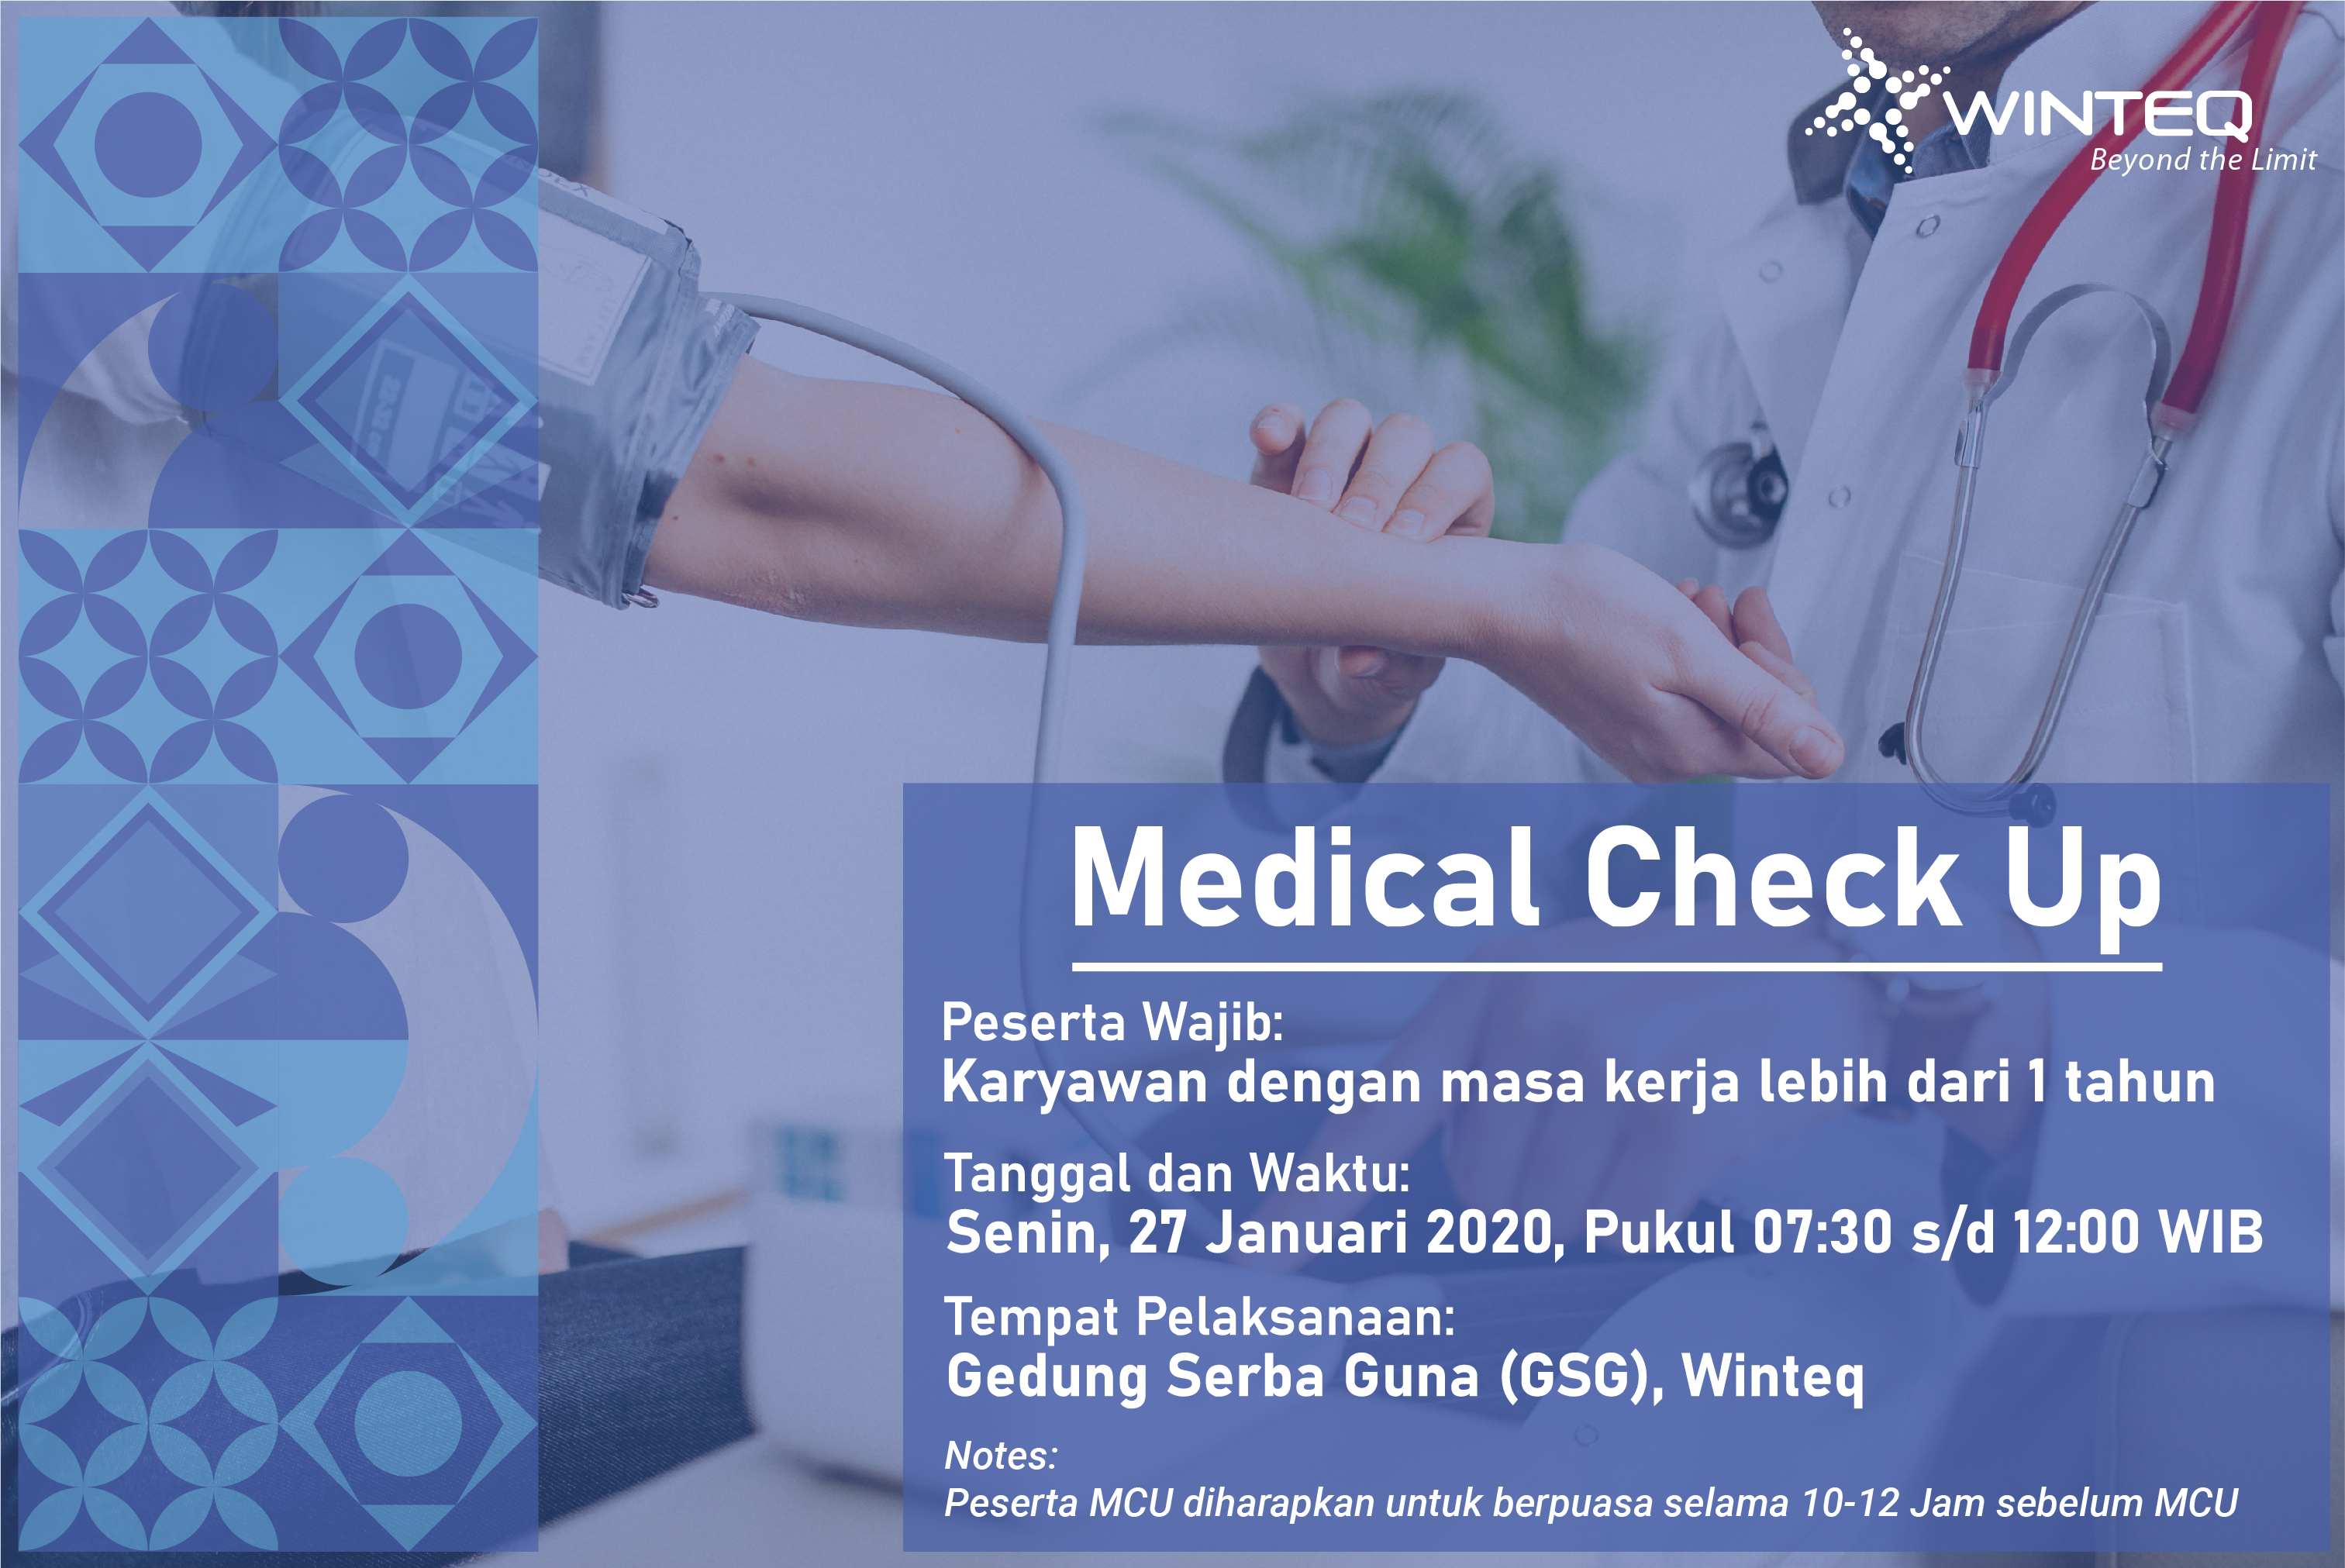 WINTEQ
Beyond the Limit
Medical Check Up
Peserta Wajib:
Karyawan dengan masa kerja lebih dari 1 tahun
Tanggal dan Waktu:
Senin, 27 Januari 2020, Pukul 07:30 s/d 12:00 WIB
Tempat Pelaksanaan:
Gedung Serba Guna (GSG), Winteq
Notes:
Peserta MCU diharapkan untuk berpuasa selama 10-12 Jam sebelum MCU